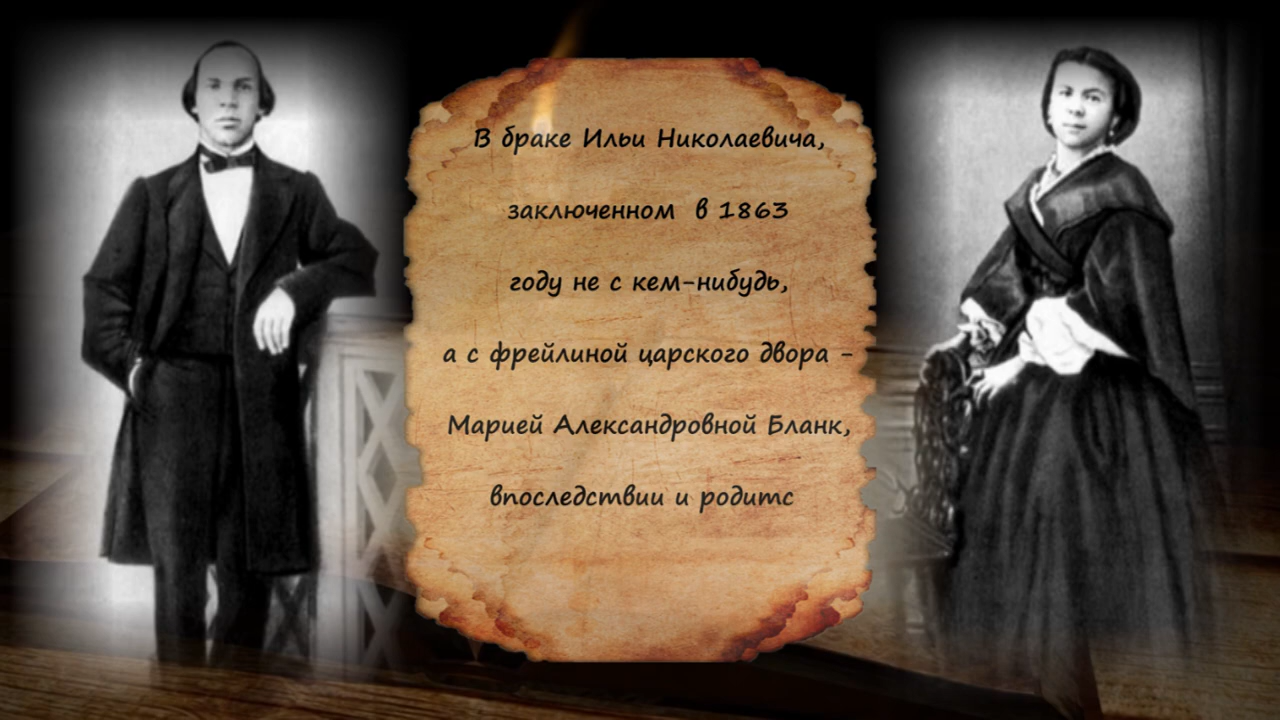 В браке Ильи Николаевича,
заключенном в 1863
году не с кем-нибудь,
а с фрейлиной царского двора -
Марией Александровной Бланк,
впоследствии и родитс